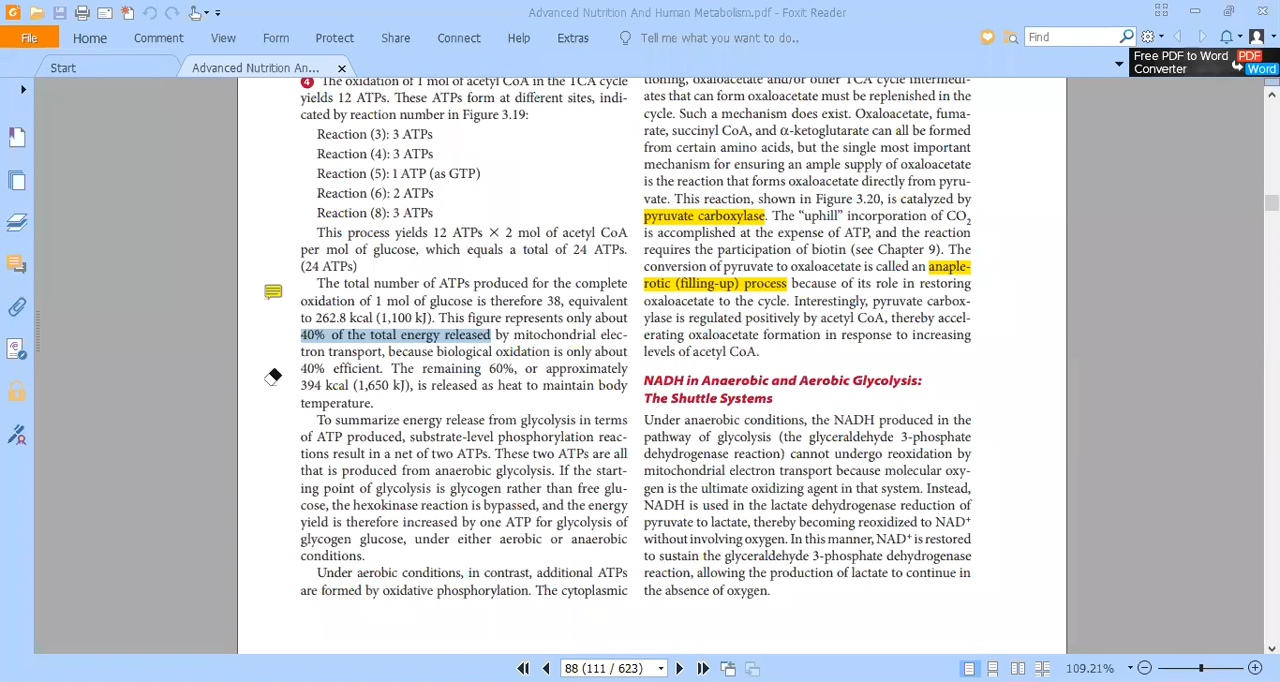 Advanced Nutrition And Human Metabolism.pdf - Foxit Reader
File Home Comment View Form Protect Share Connect Help Extras Tell me what you want to do.. Find
Start Advanced Nutrition An... Free PDF to Word Converter PDF Word
4 The oxidation of 1 mol of acetyl CoA in the TCA cycle
yields 12 ATPs. These ATPs form at different sites, indi-
cated by reaction number in Figure 3.19:
Reaction (3): 3 ATPs
Reaction (4): 3 ATPs
Reaction (5): 1 ATP (as GTP)
Reaction (6): 2 ATPs
Reaction (8): 3 ATPs
This process yields 12 ATPs × 2 mol of acetyl CoA
per mol of glucose, which equals a total of 24 ATPs.
(24 ATPs)
The total number of ATPs produced for the complete
oxidation of 1 mol of glucose is therefore 38, equivalent
to 262.8 kcal (1,100 kJ). This figure represents only about
40% of the total energy released by mitochondrial elec-
tron transport, because biological oxidation is only about
40% efficient. The remaining 60%, or approximately
394 kcal (1,650 kJ), is released as heat to maintain body
temperature.
To summarize energy release from glycolysis in terms
of ATP produced, substrate-level phosphorylation reac-
tions result in a net of two ATPs. These two ATPs are all
that is produced from anaerobic glycolysis. If the start-
ing point of glycolysis is glycogen rather than free glu-
cose, the hexokinase reaction is bypassed, and the energy
yield is therefore increased by one ATP for glycolysis of
glycogen glucose, under either aerobic or anaerobic
conditions.
Under aerobic conditions, in contrast, additional ATPs
are formed by oxidative phosphorylation. The cytoplasmic
tioning, oxaloacetate and/or other TCA cycle intermedi-
ates that can form oxaloacetate must be replenished in the
cycle. Such a mechanism does exist. Oxaloacetate, fuma-
rate, succinyl CoA, and α-ketoglutarate can all be formed
from certain amino acids, but the single most important
mechanism for ensuring an ample supply of oxaloacetate
is the reaction that forms oxaloacetate directly from pyru-
vate. This reaction, shown in Figure 3.20, is catalyzed by
pyruvate carboxylase. The “uphill” incorporation of CO₂
is accomplished at the expense of ATP, and the reaction
requires the participation of biotin (see Chapter 9). The
conversion of pyruvate to oxaloacetate is called an anaple-
rotic (filling-up) process because of its role in restoring
oxaloacetate to the cycle. Interestingly, pyruvate carbox-
ylase is regulated positively by acetyl CoA, thereby accel-
erating oxaloacetate formation in response to increasing
levels of acetyl CoA.
NADH in Anaerobic and Aerobic Glycolysis:
The Shuttle Systems
Under anaerobic conditions, the NADH produced in the
pathway of glycolysis (the glyceraldehyde 3-phosphate
dehydrogenase reaction) cannot undergo reoxidation by
mitochondrial electron transport because molecular oxy-
gen is the ultimate oxidizing agent in that system. Instead,
NADH is used in the lactate dehydrogenase reduction of
pyruvate to lactate, thereby becoming reoxidized to NAD⁺
without involving oxygen. In this manner, NAD⁺ is restored
to sustain the glyceraldehyde 3-phosphate dehydrogenase
reaction, allowing the production of lactate to continue in
the absence of oxygen.
88 (111 / 623) 109.21%